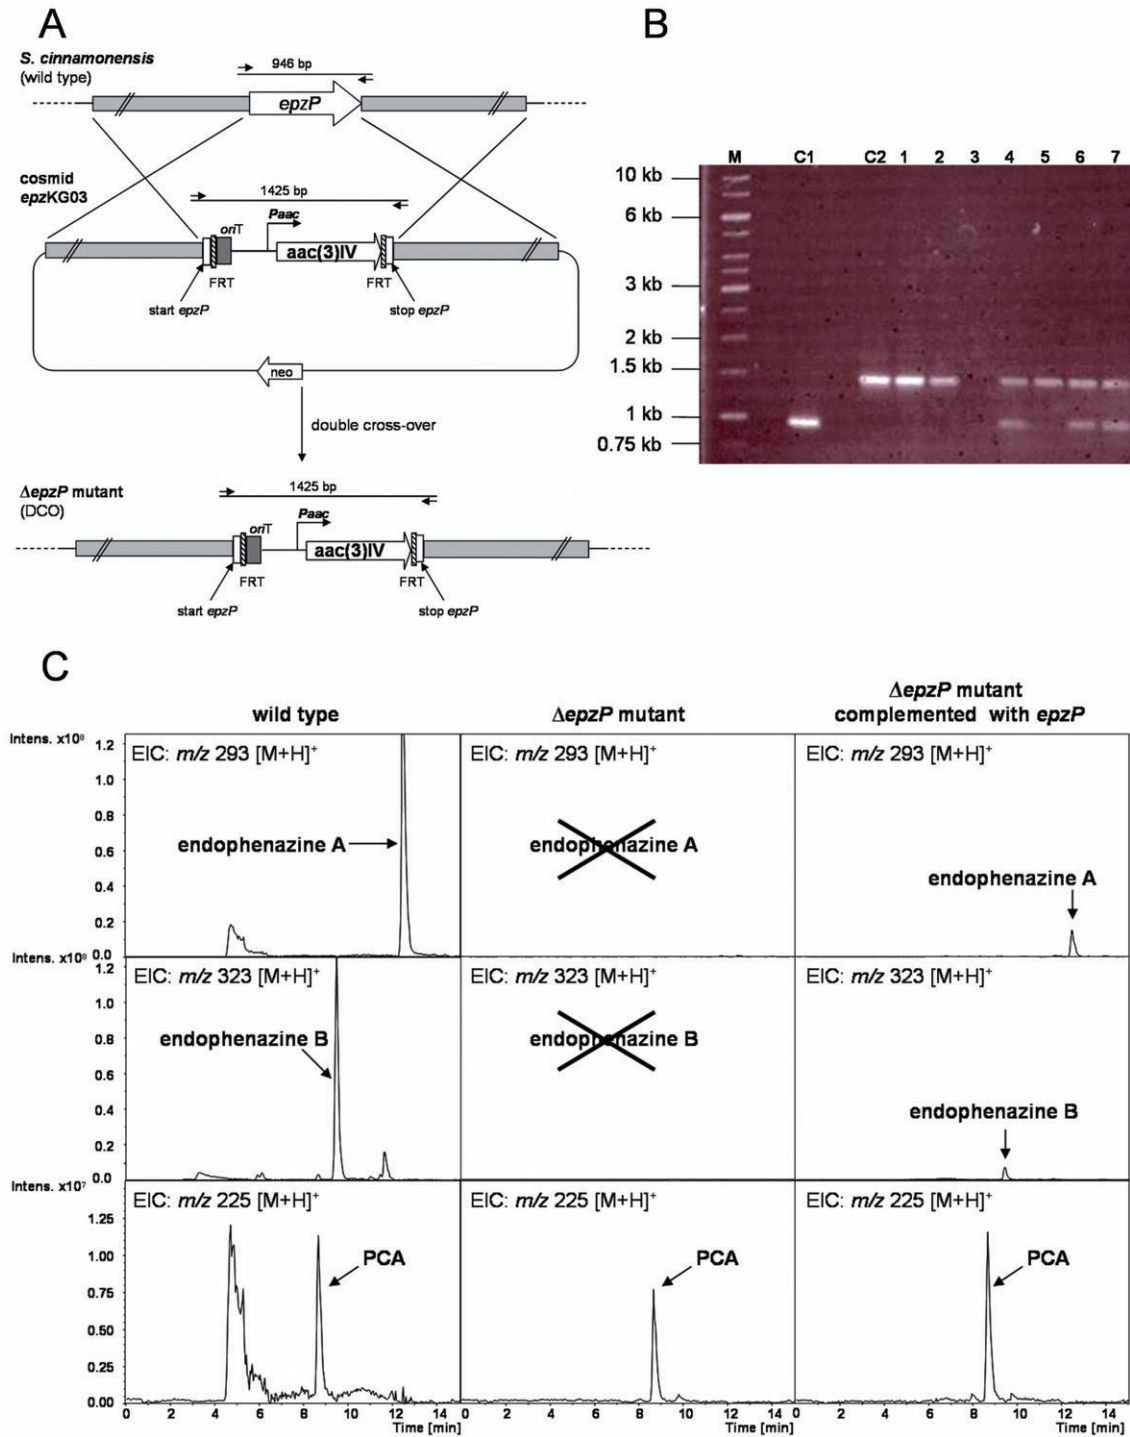 A
S. cinnamonensis
(wild type)
946 bp
epzP
cosmid
epzKG03
1425 bp
Paac
oriT
aac(3)IV
FRT
FRT
start epzP
stop epzP
neo
double cross-over
ΔepzP mutant
(DCO)
1425 bp
Paac
oriT
aac(3)IV
FRT
FRT
start epzP
stop epzP
B
M C1 C2 1 2 3 4 5 6 7
10 kb
6 kb
3 kb
2 kb
1.5 kb
1 kb
0.75 kb
C
wild type
ΔepzP mutant
ΔepzP mutant
complemented with epzP
Intens. x10⁸
1.2
1.0
0.8
0.6
0.4
0.2
0.0
EIC: m/z 293 [M+H]⁺
endophenazine A
EIC: m/z 293 [M+H]⁺
endophenazine A
EIC: m/z 293 [M+H]⁺
endophenazine A
Intens. x10⁸
1.2
1.0
0.8
0.6
0.4
0.2
0.0
EIC: m/z 323 [M+H]⁺
endophenazine B
EIC: m/z 323 [M+H]⁺
endophenazine B
EIC: m/z 323 [M+H]⁺
endophenazine B
Intens. x10⁷
1.25
1.00
0.75
0.50
0.25
0.00
EIC: m/z 225 [M+H]⁺
PCA
EIC: m/z 225 [M+H]⁺
PCA
EIC: m/z 225 [M+H]⁺
PCA
0 2 4 6 8 10 12 14
Time [min]
0 2 4 6 8 10 12 14
Time [min]
0 2 4 6 8 10 12 14
Time [min]